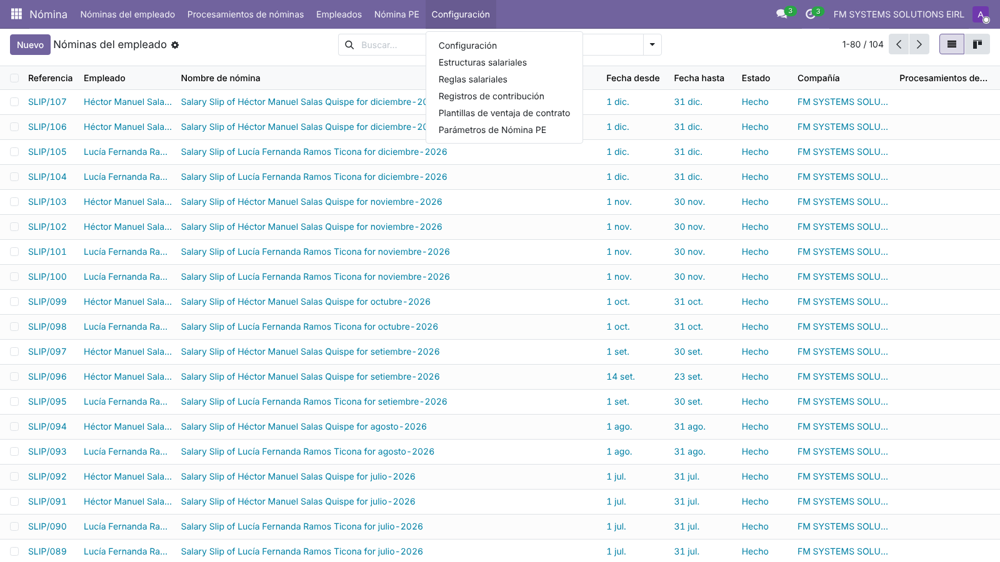 Nómina Nóminas del empleado Procesamientos de nóminas Empleados Nómina PE Configuración 3 3 FM SYSTEMS SOLUTIONS EIRL A
Nuevo Nóminas del empleado Buscar... 1-80 / 104
Configuración
Estructuras salariales
Reglas salariales
Registros de contribución
Plantillas de ventaja de contrato
Parámetros de Nómina PE
Referencia Empleado Nombre de nómina Fecha desde Fecha hasta Estado Compañía Procesamientos de...
SLIP/107 Héctor Manuel Sala... Salary Slip of Héctor Manuel Salas Quispe for diciembre-20 1 dic. 31 dic. Hecho FM SYSTEMS SOLU...
SLIP/106 Héctor Manuel Sala... Salary Slip of Héctor Manuel Salas Quispe for diciembre-20 1 dic. 31 dic. Hecho FM SYSTEMS SOLU...
SLIP/105 Lucía Fernanda Ra... Salary Slip of Lucía Fernanda Ramos Ticona for diciembre-2026 1 dic. 31 dic. Hecho FM SYSTEMS SOLU...
SLIP/104 Lucía Fernanda Ra... Salary Slip of Lucía Fernanda Ramos Ticona for diciembre-2026 1 dic. 31 dic. Hecho FM SYSTEMS SOLU...
SLIP/103 Héctor Manuel Sala... Salary Slip of Héctor Manuel Salas Quispe for noviembre-2026 1 nov. 30 nov. Hecho FM SYSTEMS SOLU...
SLIP/102 Héctor Manuel Sala... Salary Slip of Héctor Manuel Salas Quispe for noviembre-2026 1 nov. 30 nov. Hecho FM SYSTEMS SOLU...
SLIP/101 Lucía Fernanda Ra... Salary Slip of Lucía Fernanda Ramos Ticona for noviembre-2026 1 nov. 30 nov. Hecho FM SYSTEMS SOLU...
SLIP/100 Lucía Fernanda Ra... Salary Slip of Lucía Fernanda Ramos Ticona for noviembre-2026 1 nov. 30 nov. Hecho FM SYSTEMS SOLU...
SLIP/099 Héctor Manuel Sala... Salary Slip of Héctor Manuel Salas Quispe for octubre-2026 1 oct. 31 oct. Hecho FM SYSTEMS SOLU...
SLIP/098 Lucía Fernanda Ra... Salary Slip of Lucía Fernanda Ramos Ticona for octubre-2026 1 oct. 31 oct. Hecho FM SYSTEMS SOLU...
SLIP/097 Héctor Manuel Sala... Salary Slip of Héctor Manuel Salas Quispe for setiembre-2026 1 set. 30 set. Hecho FM SYSTEMS SOLU...
SLIP/096 Héctor Manuel Sala... Salary Slip of Héctor Manuel Salas Quispe for setiembre-2026 14 set. 23 set. Hecho FM SYSTEMS SOLU...
SLIP/095 Lucía Fernanda Ra... Salary Slip of Lucía Fernanda Ramos Ticona for setiembre-2026 1 set. 30 set. Hecho FM SYSTEMS SOLU...
SLIP/094 Héctor Manuel Sala... Salary Slip of Héctor Manuel Salas Quispe for agosto-2026 1 ago. 31 ago. Hecho FM SYSTEMS SOLU...
SLIP/093 Lucía Fernanda Ra... Salary Slip of Lucía Fernanda Ramos Ticona for agosto-2026 1 ago. 31 ago. Hecho FM SYSTEMS SOLU...
SLIP/092 Héctor Manuel Sala... Salary Slip of Héctor Manuel Salas Quispe for julio-2026 1 jul. 31 jul. Hecho FM SYSTEMS SOLU...
SLIP/091 Héctor Manuel Sala... Salary Slip of Héctor Manuel Salas Quispe for julio-2026 1 jul. 31 jul. Hecho FM SYSTEMS SOLU...
SLIP/090 Lucía Fernanda Ra... Salary Slip of Lucía Fernanda Ramos Ticona for julio-2026 1 jul. 31 jul. Hecho FM SYSTEMS SOLU...
SLIP/089 Lucía Fernanda Ra... Salary Slip of Lucía Fernanda Ramos Ticona for julio-2026 1 jul. 31 jul. Hecho FM SYSTEMS SOLU...